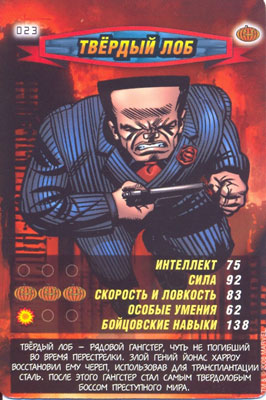 023
ТВЁРДЫЙ ЛОБ
ИНТЕЛЛЕКТ 75
СИЛА 92
СКОРОСТЬ И ЛОВКОСТЬ 83
ОСОБЫЕ УМЕНИЯ 62
БОЙЦОВСКИЕ НАВЫКИ 138
ТВЁРДЫЙ ЛОБ – РЯДОВОЙ ГАНГСТЕР, ЧУТЬ НЕ ПОГИБШИЙ
ВО ВРЕМЯ ПЕРЕСТРЕЛКИ. ЗЛОЙ ГЕНИЙ ЙОНАС ХАРРОУ
ВОССТАНОВИЛ ЕМУ ЧЕРЕП, ИСПОЛЬЗОВАВ ДЛЯ ТРАНСПЛАНТАЦИИ
СТАЛЬ. ПОСЛЕ ЭТОГО ГАНГСТЕР СТАЛ САМЫМ ТВЕРДОЛОБЫМ
БОССОМ ПРЕСТУПНОГО МИРА.